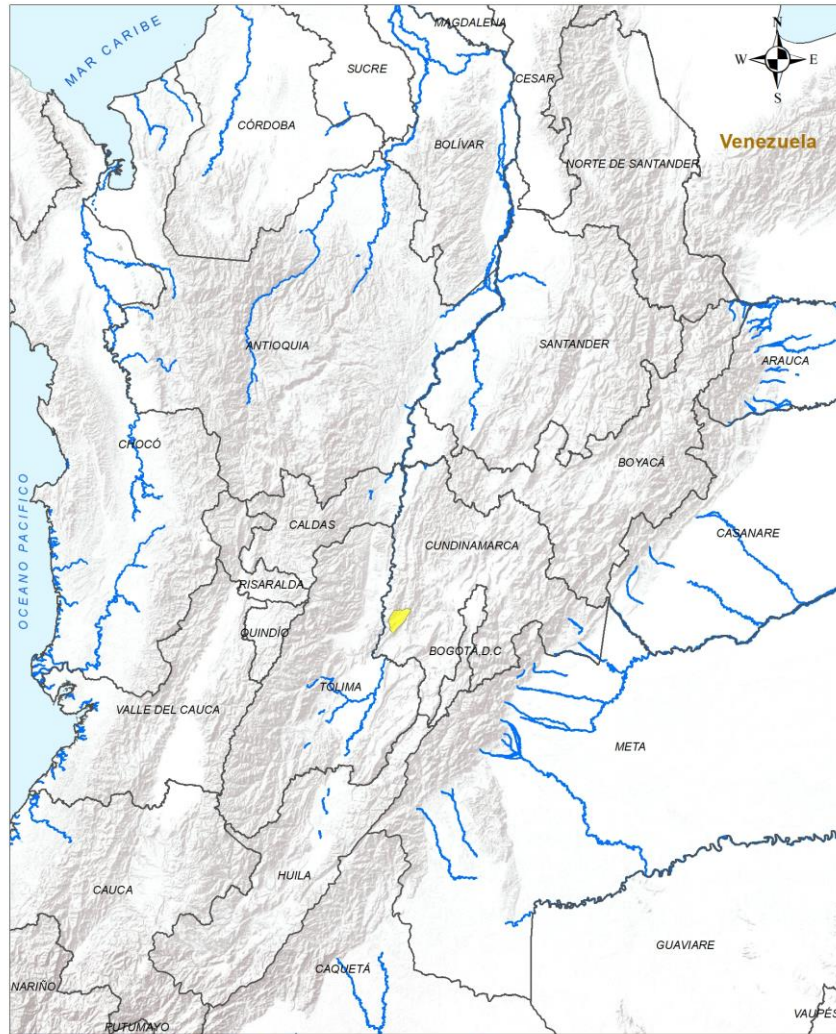 MAGDALENA
MAR CARIBE
N
W
E
S
SUCRE
CESAR
CÓRDOBA
BOLÍVAR
Venezuela
NORTE DE SANTANDER
ANTIOQUIA
SANTANDER
ARAUCA
CHOCÓ
BOYACÁ
OCEANO PACIFICO
CALDAS
CASANARE
CUNDINAMARCA
RISARALDA
QUINDÍO
BOGOTÁ D.C
TOLIMA
VALLE DEL CAUCA
META
HUILA
CAUCA
GUAVIARE
CAQUETÁ
NARIÑO
VAUPÉS
PUTUMAYO